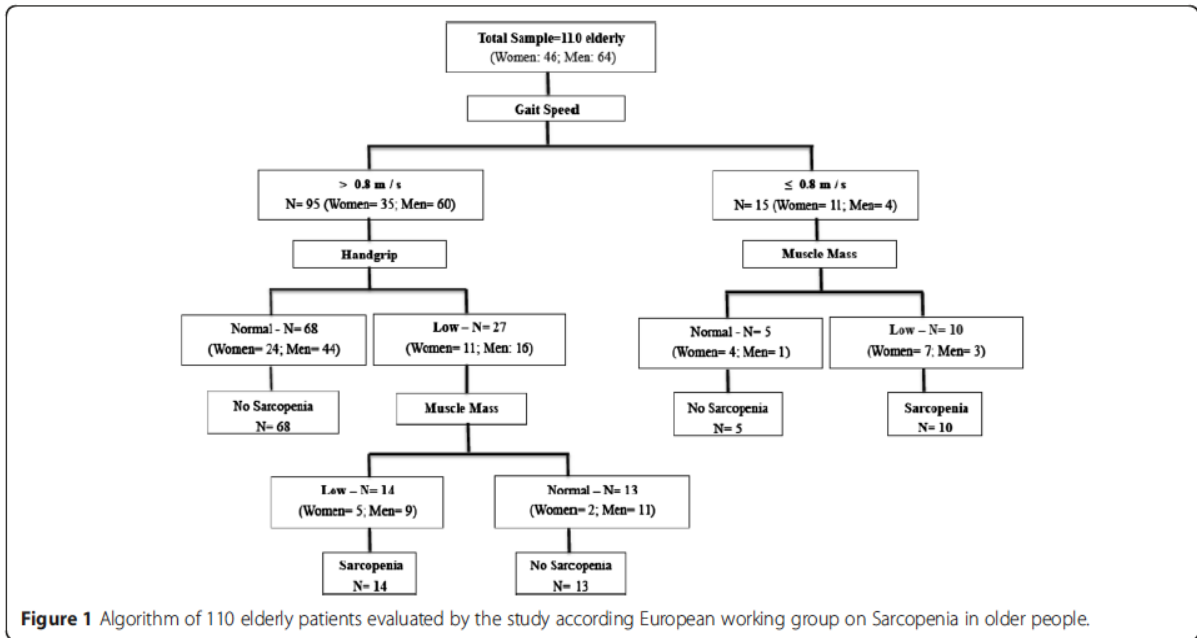 Total Sample=110 elderly
(Women: 46; Men: 64)
Gait Speed
> 0.8 m / s
N= 95 (Women= 35; Men= 60)
≤ 0.8 m/s
N= 15 (Women= 11; Men= 4)
Handgrip
Muscle Mass
Normal - N= 68
(Women= 24; Men= 44)
Low – N= 27
(Women= 11; Men: 16)
Normal - N= 5
(Women= 4; Men= 1)
Low – N= 10
(Women= 7; Men= 3)
No Sarcopenia
N= 68
Muscle Mass
No Sarcopenia
N= 5
Sarcopenia
N= 10
Low – N= 14
(Women= 5; Men= 9)
Normal – N= 13
(Women= 2; Men= 11)
Sarcopenia
N= 14
No Sarcopenia
N= 13
Figure 1 Algorithm of 110 elderly patients evaluated by the study according European working group on Sarcopenia in older people.